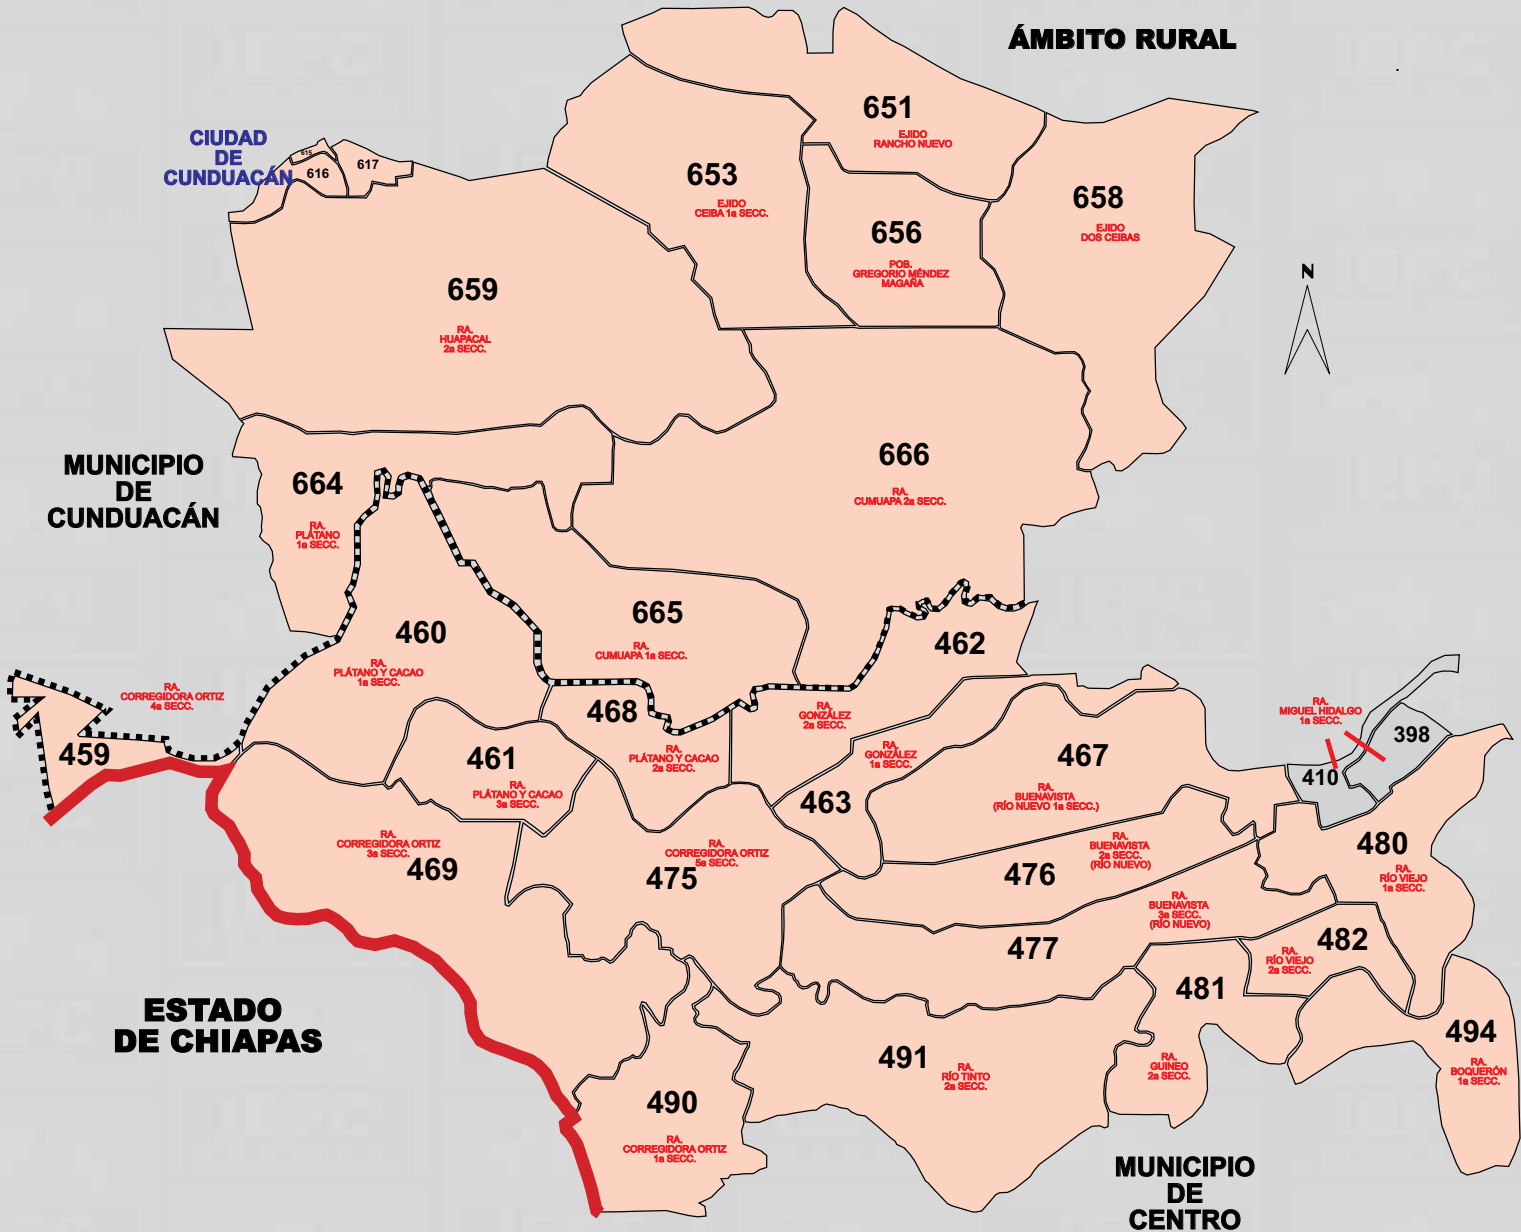 ÁMBITO RURAL
CIUDAD
DE
CUNDUACÁN
615
616
617
651
EJIDO
RANCHO NUEVO
653
EJIDO
CEIBA 1a SECC.
658
EJIDO
DOS CEIBAS
656
POB.
GREGORIO MÉNDEZ
MAGAÑA
N
659
RA.
HUAPACAL
2a SECC.
MUNICIPIO
DE
CUNDUACÁN
664
RA.
PLÁTANO
1a SECC.
666
RA.
CUMUAPA 2a SECC.
665
RA.
CUMUAPA 1a SECC.
460
RA.
PLÁTANO Y CACAO
1a SECC.
462
RA.
GONZÁLEZ
2a SECC.
RA.
CORREGIDORA ORTIZ
4a SECC.
459
468
RA.
PLÁTANO Y CACAO
2a SECC.
461
RA.
PLÁTANO Y CACAO
3a SECC.
RA.
GONZÁLEZ
1a SECC.
463
467
RA.
BUENAVISTA
(RÍO NUEVO 1a SECC.)
RA.
MIGUEL HIDALGO
1a SECC.
398
410
480
RA.
RÍO VIEJO
1a SECC.
RA.
CORREGIDORA ORTIZ
3a SECC.
469
RA.
CORREGIDORA ORTIZ
5a SECC.
475
476
RA.
BUENAVISTA
2a SECC.
(RÍO NUEVO)
RA.
BUENAVISTA
3a SECC.
(RÍO NUEVO)
477
482
RA.
RÍO VIEJO
2a SECC.
481
RA.
GUINEO
2a SECC.
494
RA.
BOQUERÓN
1a SECC.
491
RA.
RÍO TINTO
2a SECC.
490
RA.
CORREGIDORA ORTIZ
1a SECC.
ESTADO
DE CHIAPAS
MUNICIPIO
DE
CENTRO